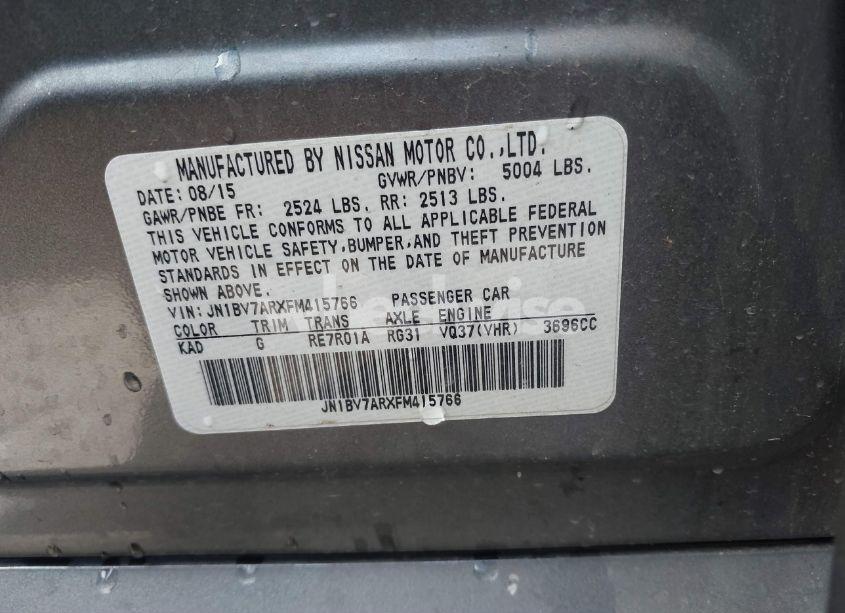 MANUFACTURED BY NISSAN MOTOR CO.,LTD.
DATE: 08/15 GVWR/PNBV: 5004 LBS.
GAWR/PNBE FR: 2524 LBS. RR: 2513 LBS.
THIS VEHICLE CONFORMS TO ALL APPLICABLE FEDERAL
MOTOR VEHICLE SAFETY,BUMPER,AND THEFT PREVENTION
STANDARDS IN EFFECT ON THE DATE OF MANUFACTURE
SHOWN ABOVE.
VIN: JN1BV7ARXFM415766 PASSENGER CAR
COLOR TRIM TRANS AXLE ENGINE
KAD G RE7R01A RG31 VQ37(VHR) 3696CC
JN1BV7ARXFM415766